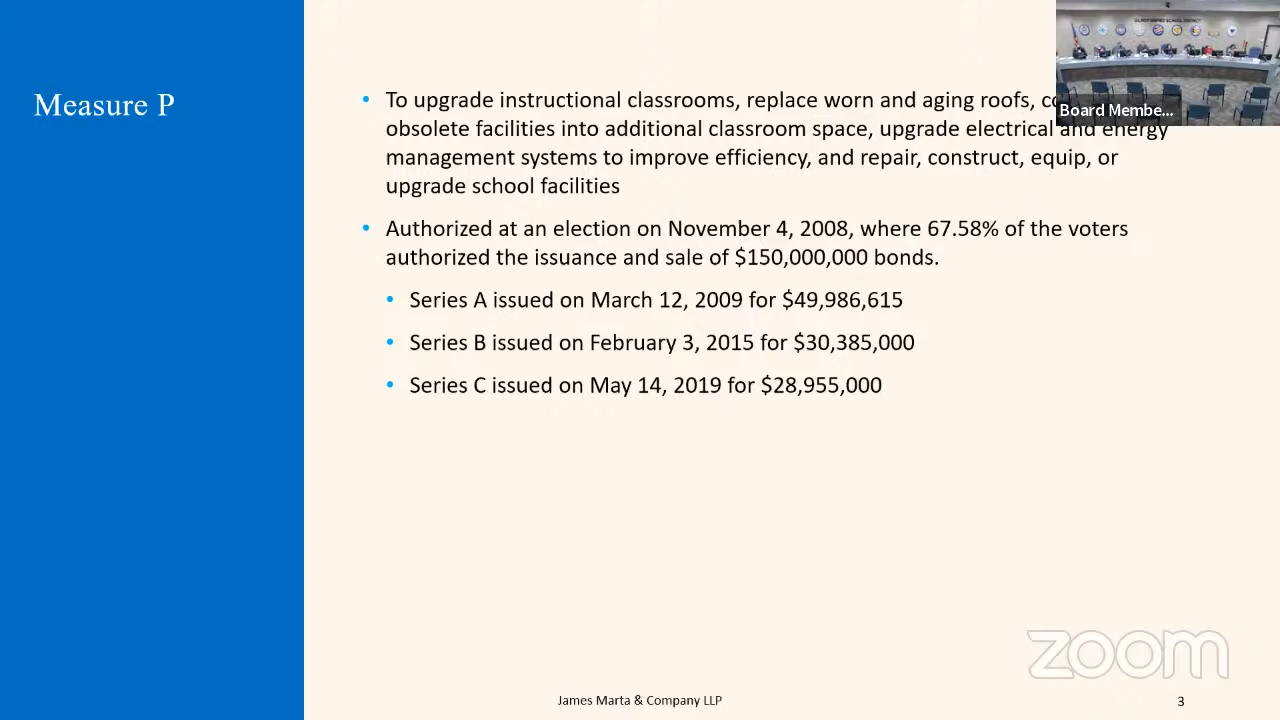 Measure P
• To upgrade instructional classrooms, replace worn and aging roofs,
obsolete facilities into additional classroom space, upgrade electrical and energy
management systems to improve efficiency, and repair, construct, equip, or
upgrade school facilities
• Authorized at an election on November 4, 2008, where 67.58% of the voters
authorized the issuance and sale of $150,000,000 bonds.
• Series A issued on March 12, 2009 for $49,986,615
• Series B issued on February 3, 2015 for $30,385,000
• Series C issued on May 14, 2019 for $28,955,000
Board Membe...
zoom
James Marta & Company LLP
3